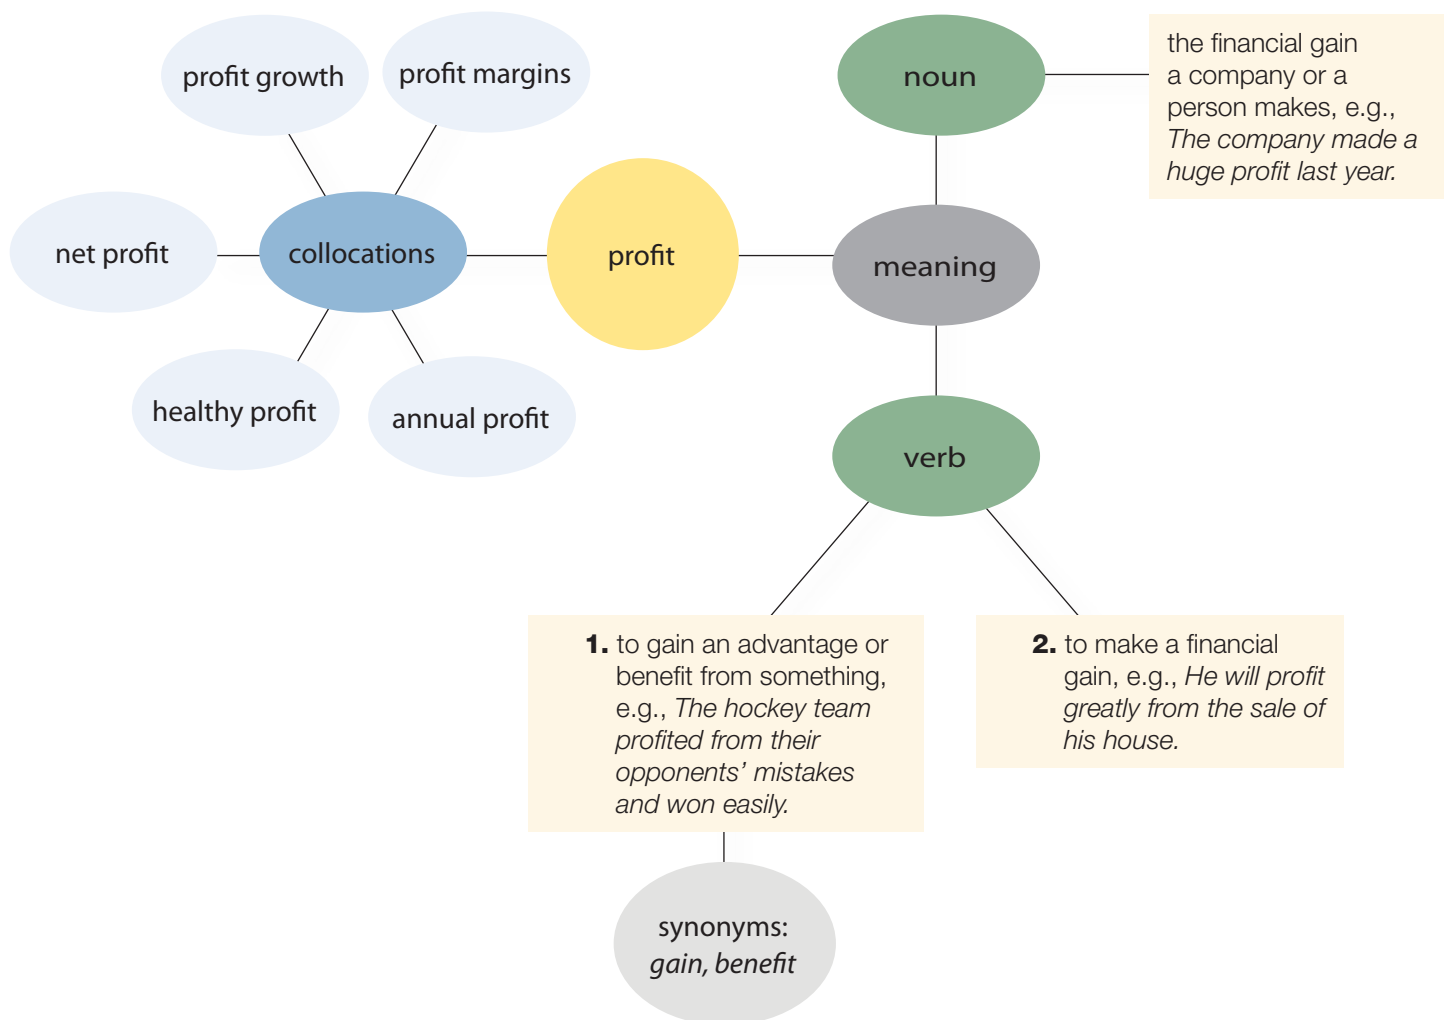 profit growth
profit margins
net profit
collocations
healthy profit
annual profit
profit
noun
the financial gain
a company or a
person makes, e.g.,
The company made a
huge profit last year.
meaning
verb
1. to gain an advantage or
benefit from something,
e.g., The hockey team
profited from their
opponents’ mistakes
and won easily.
2. to make a financial
gain, e.g., He will profit
greatly from the sale of
his house.
synonyms:
gain, benefit